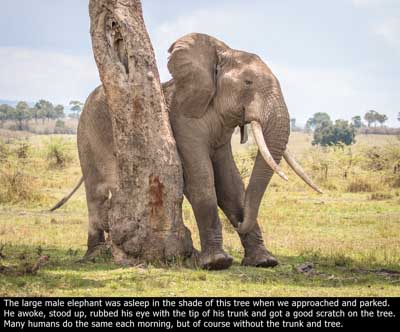 The large male elephant was asleep in the shade of this tree when we approached and parked.
He awoke, stood up, rubbed his eye with the tip of his trunk and got a good scratch on the tree.
Many humans do the same each morning, but of course without the trunk and tree.